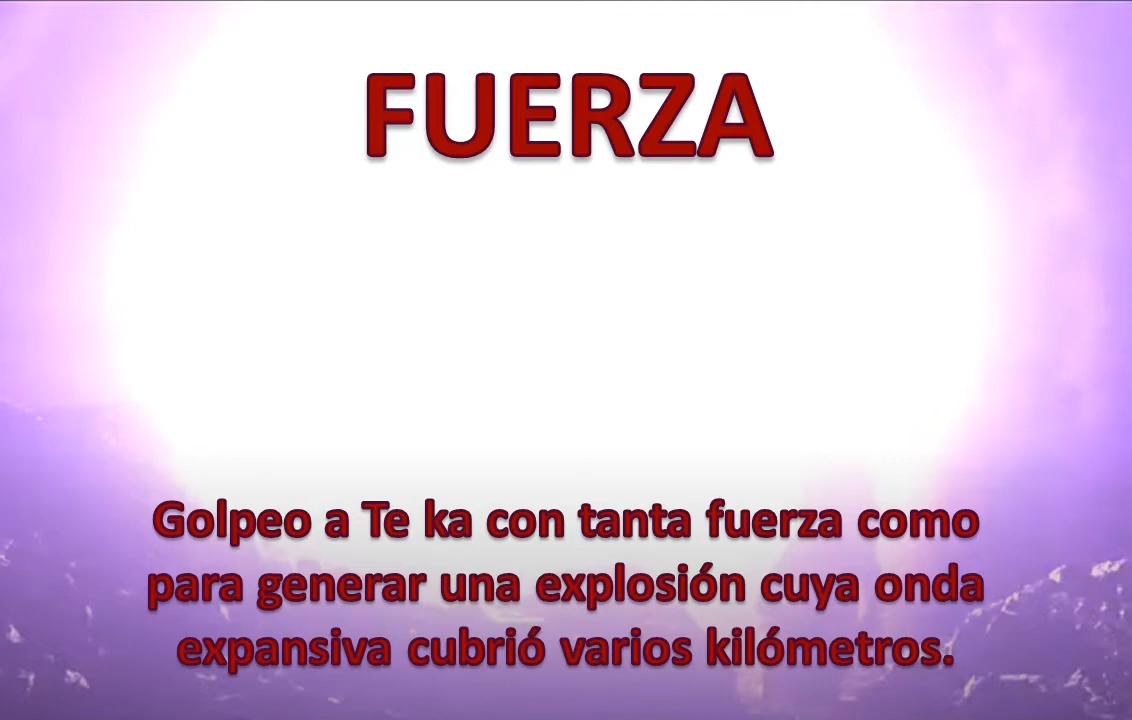 FUERZA
Golpeo a Te ka con tanta fuerza como
para generar una explosión cuya onda
expansiva cubrió varios kilómetros.